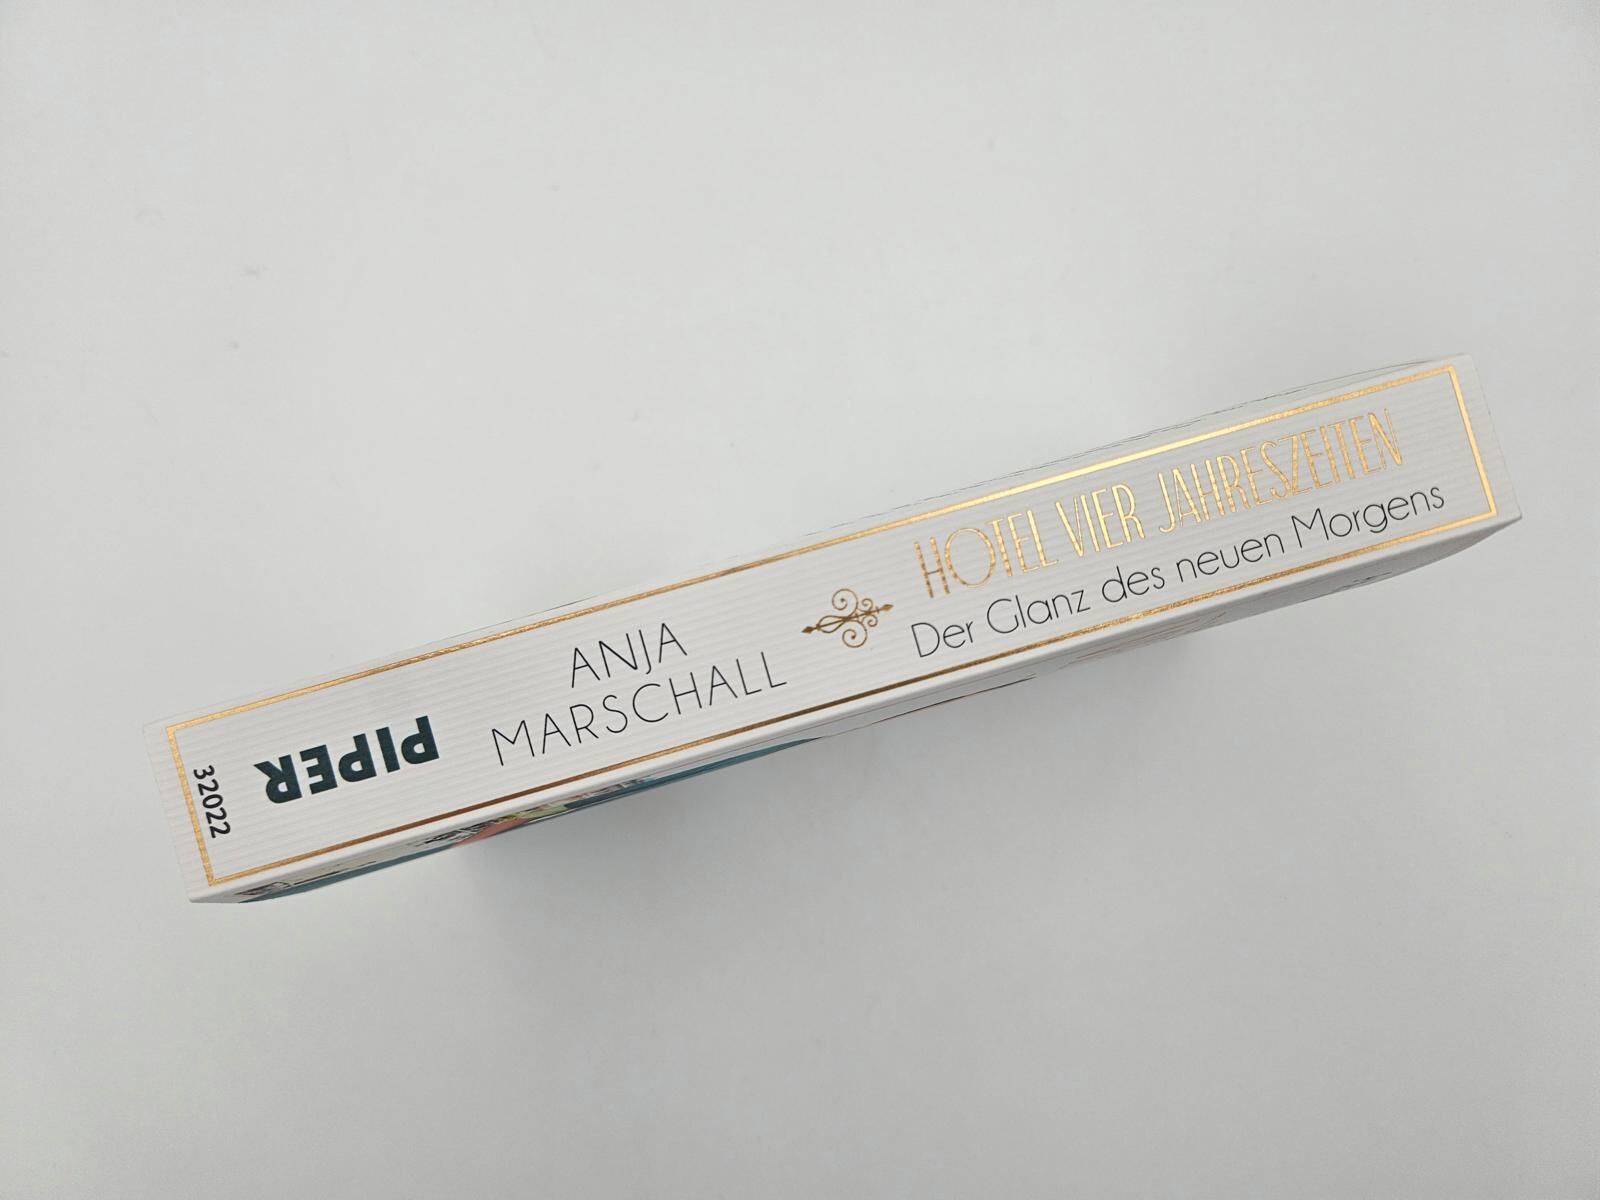 HOTEL VIER JAHRESZEITEN
Der Glanz des neuen Morgens
ANJA
MARSCHALL
PIPER
32022